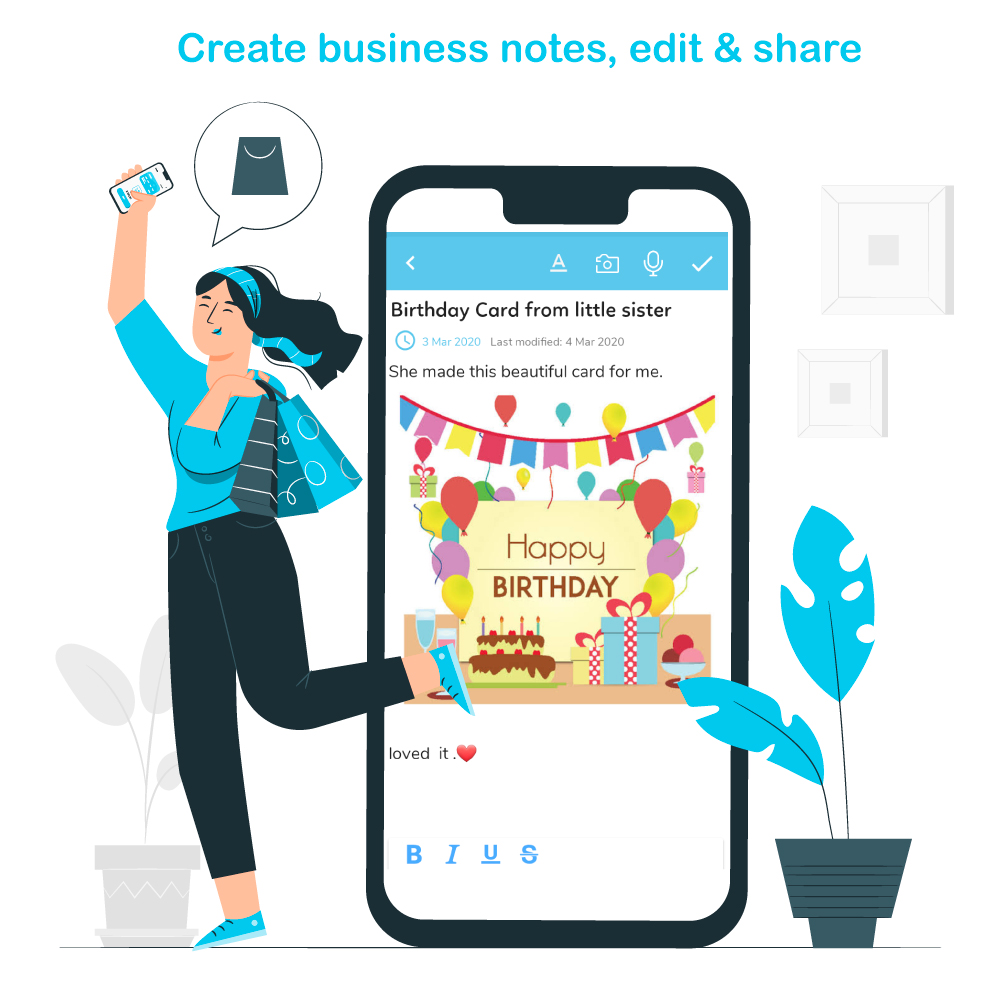 Create business notes, edit & share
Birthday Card from little sister
3 Mar 2020 Last modified: 4 Mar 2020
She made this beautiful card for me.
Happy
BIRTHDAY
loved it .❤️
B I U S